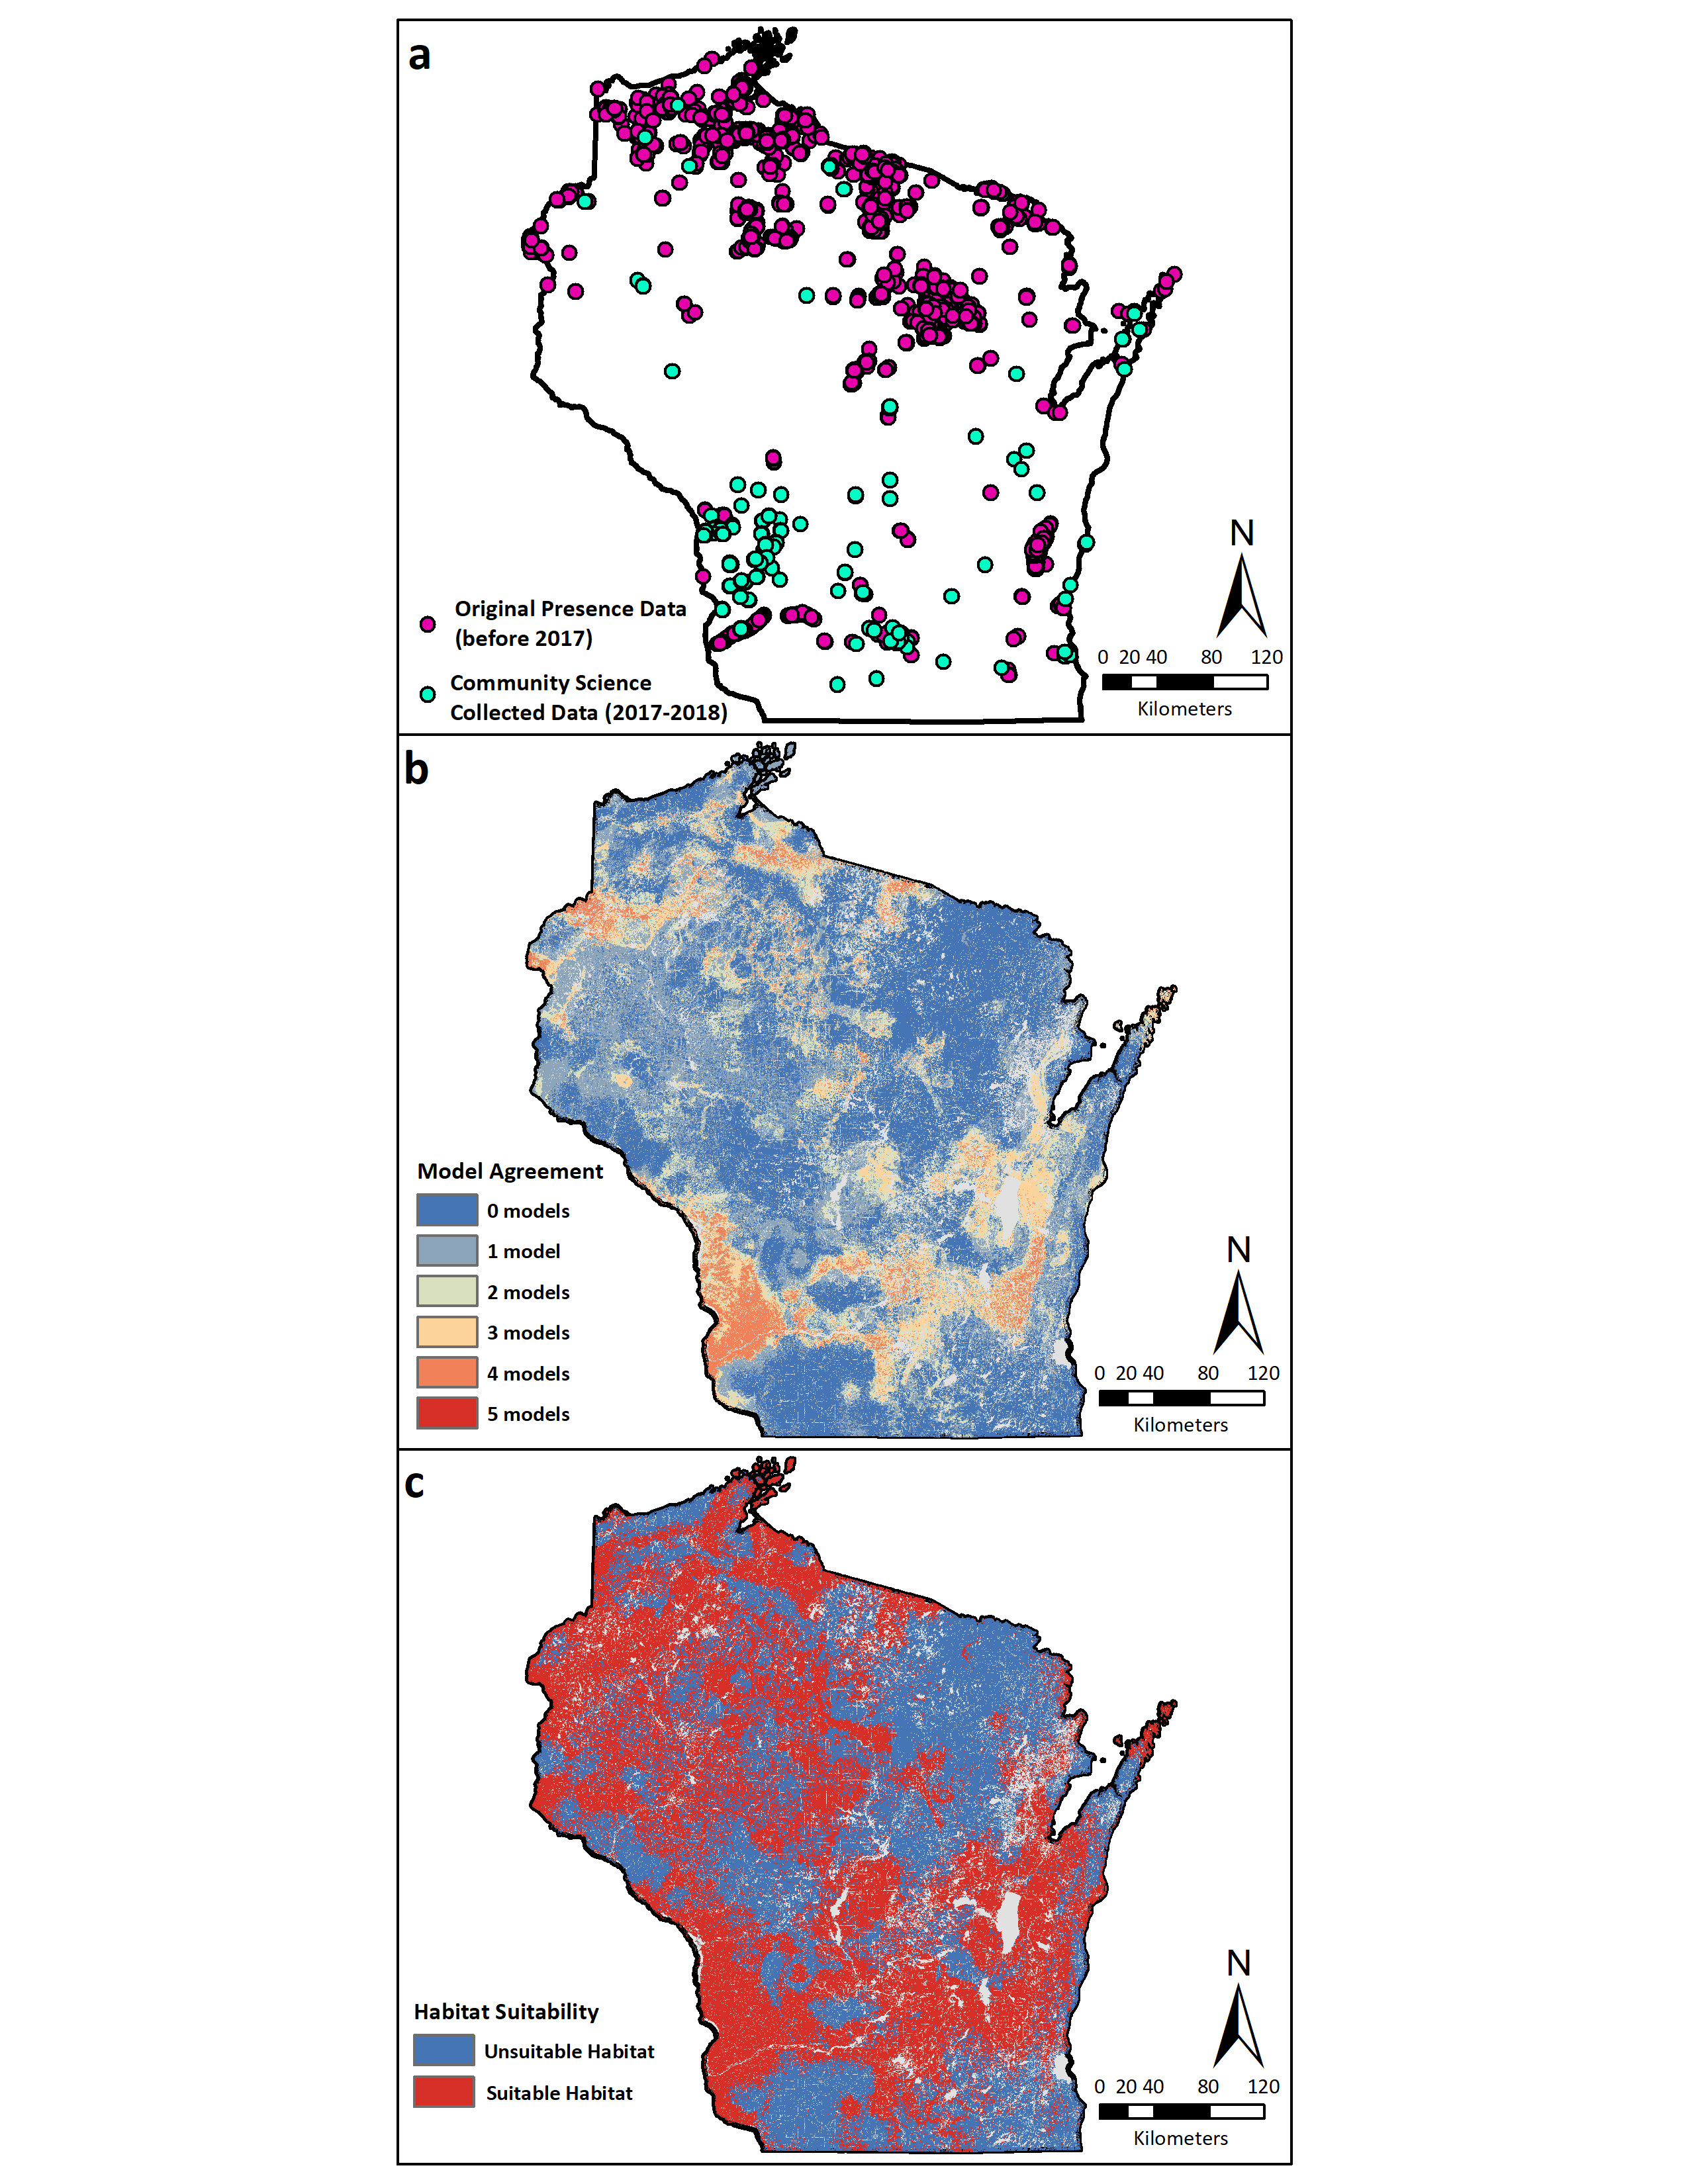 a
N
Original Presence Data
(before 2017)
0 20 40 80 120
Kilometers
Community Science
Collected Data (2017-2018)
b
Model Agreement
0 models
1 model
2 models
3 models
4 models
5 models
N
0 20 40 80 120
Kilometers
c
N
Habitat Suitability
Unsuitable Habitat
Suitable Habitat
0 20 40 80 120
Kilometers